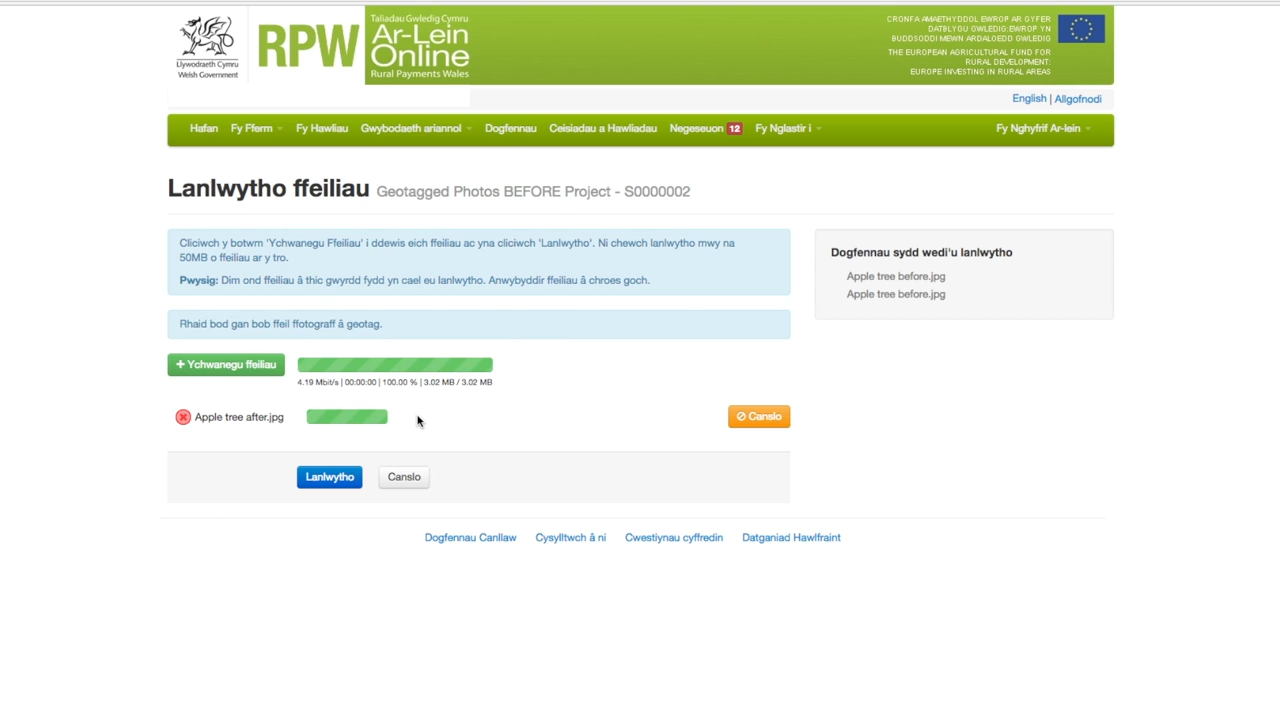 Llywodraeth Cymru
Welsh Government
RPW
Taliadau Gwledig Cymru
Ar-Lein
Online
Rural Payments Wales
CRONFA AMAETHYDDOL EWROP AR GYFER
DATBLYGU GWLEDIG:EWROP YN
BUDDSODDI MEWN ARDALOEDD GWLEDIG
THE EUROPEAN AGRICULTURAL FUND FOR
RURAL DEVELOPMENT:
EUROPE INVESTING IN RURAL AREAS
English | Allgofnodi
Hafan Fy Fferm Fy Hawliau Gwybodaeth ariannol Dogfennau Ceisiadau a Hawliadau Negeseuon 12 Fy Nglastir i Fy Nghyfrif Ar-lein
Lanlwytho ffeiliau Geotagged Photos BEFORE Project - S0000002
Cliciwch y botwm 'Ychwanegu Ffeiliau' i ddewis eich ffeiliau ac yna cliciwch 'Lanlwytho'. Ni chewch lanlwytho mwy na
50MB o ffeiliau ar y tro.
Pwysig: Dim ond ffeiliau â thic gwyrdd fydd yn cael eu lanlwytho. Anwybyddir ffeiliau â chroes goch.
Rhaid bod gan bob ffeil ffotograff â geotag.
+ Ychwanegu ffeiliau
4.19 Mbit/s | 00:00:00 | 100.00 % | 3.02 MB / 3.02 MB
Apple tree after.jpg Canslo
Lanlwytho Canslo
Dogfennau sydd wedi'u lanlwytho
Apple tree before.jpg
Apple tree before.jpg
Dogfennau Canllaw Cysylltwch â ni Cwestiynau cyffredin Datganiad Hawlfraint